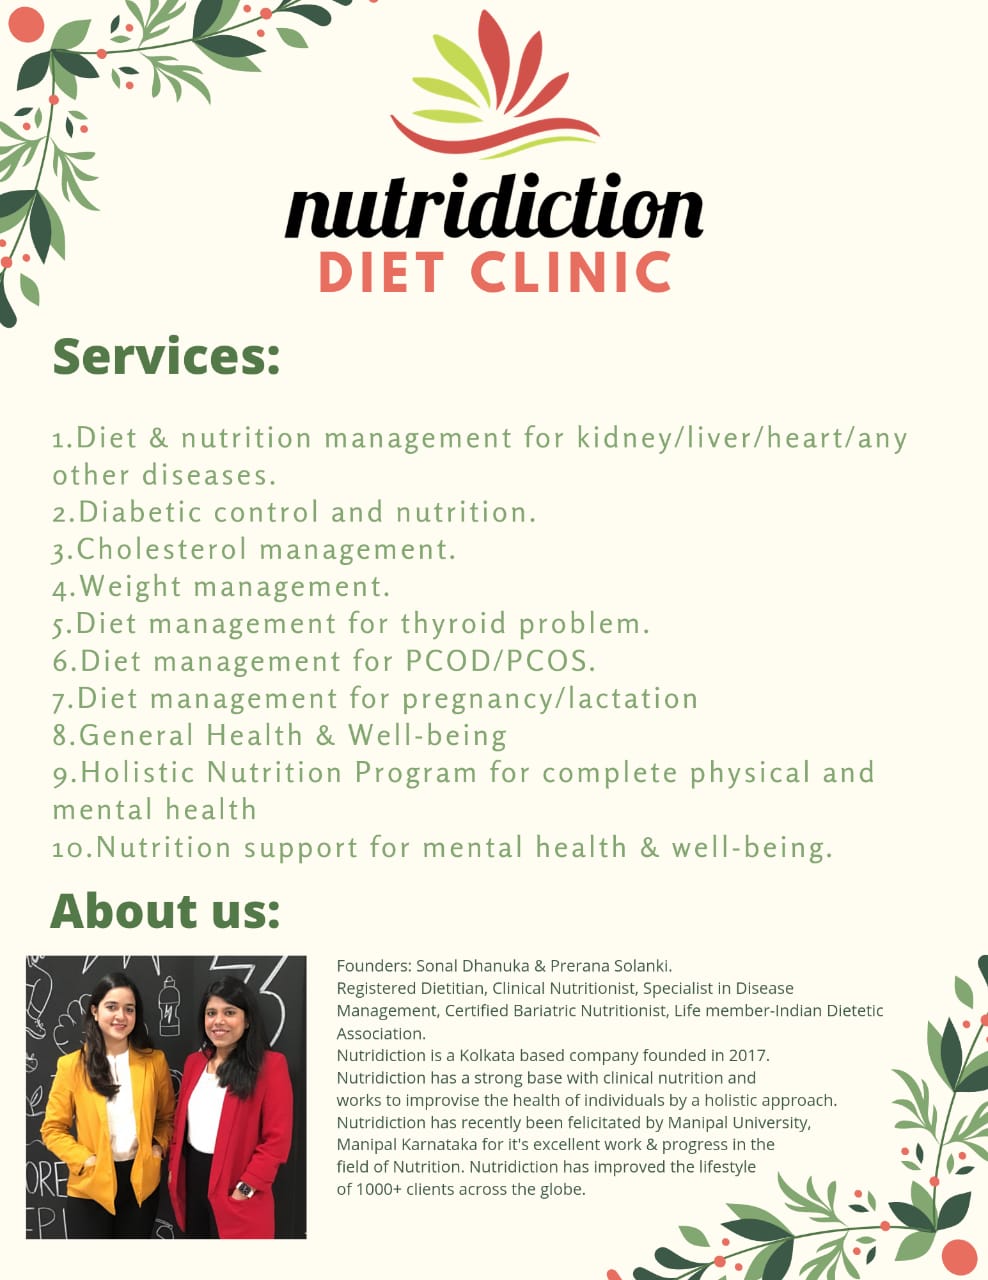 nutridiction
DIET CLINIC
Services:
1.Diet & nutrition management for kidney/liver/heart/any
other diseases.
2.Diabetic control and nutrition.
3.Cholesterol management.
4.Weight management.
5.Diet management for thyroid problem.
6.Diet management for PCOD/PCOS.
7.Diet management for pregnancy/lactation
8.General Health & Well-being
9.Holistic Nutrition Program for complete physical and
mental health
10.Nutrition support for mental health & well-being.
About us:
Founders: Sonal Dhanuka & Prerana Solanki.
Registered Dietitian, Clinical Nutritionist, Specialist in Disease
Management, Certified Bariatric Nutritionist, Life member-Indian Dietetic
Association.
Nutridiction is a Kolkata based company founded in 2017.
Nutridiction has a strong base with clinical nutrition and
works to improvise the health of individuals by a holistic approach.
Nutridiction has recently been felicitated by Manipal University,
Manipal Karnataka for it's excellent work & progress in the
field of Nutrition. Nutridiction has improved the lifestyle
of 1000+ clients across the globe.